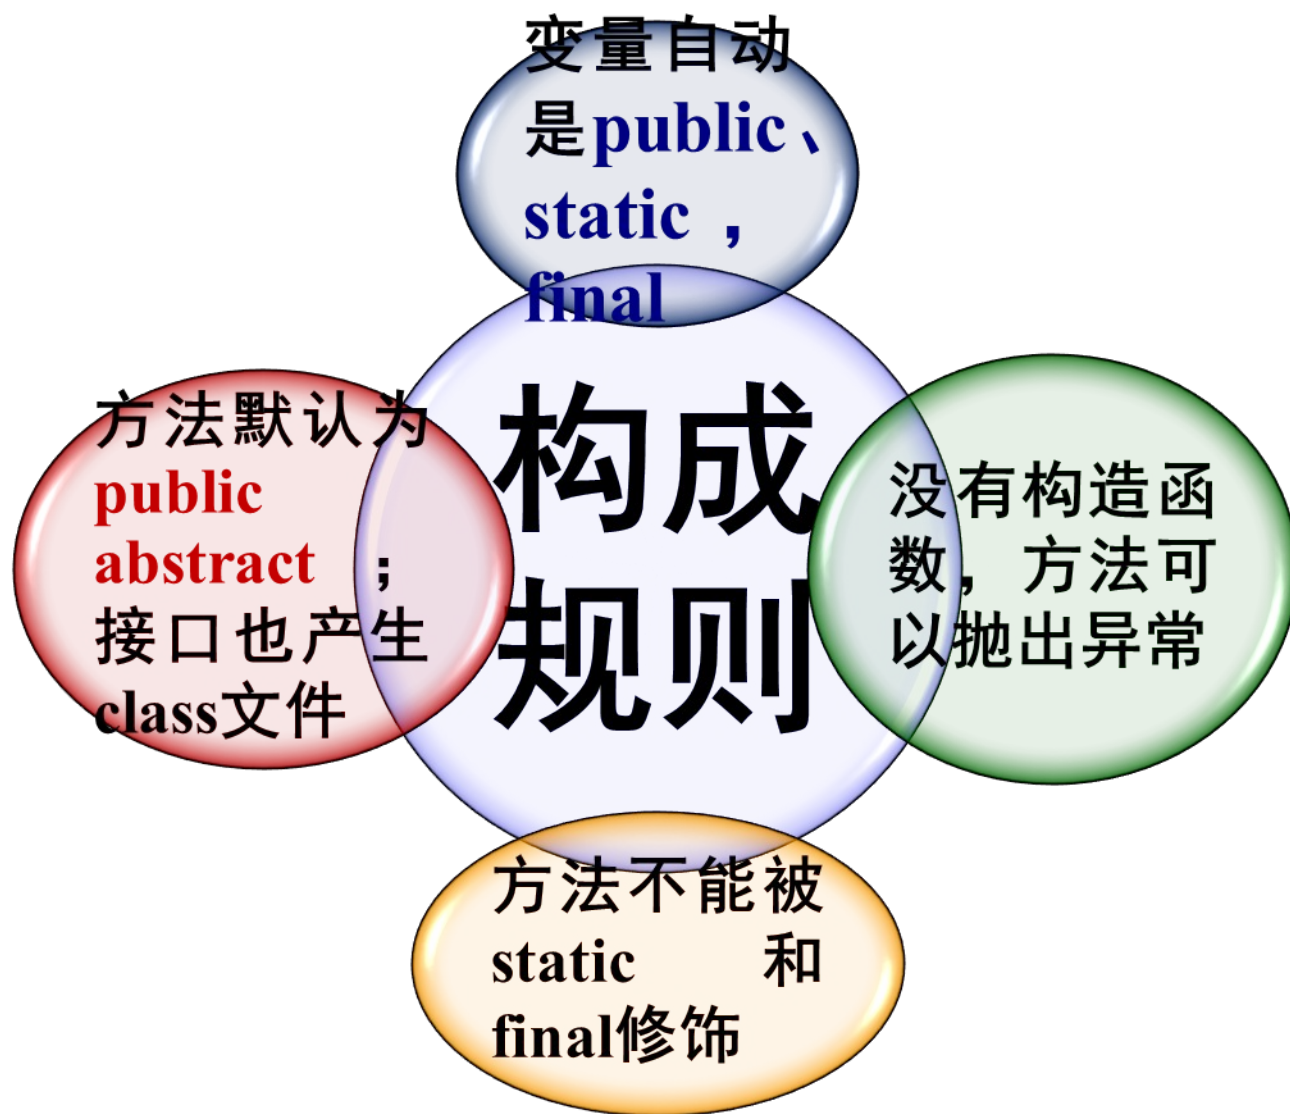 变量自动
是public、
static，
final
构成
规则
方法默认为
public
abstract；
接口也产生
class文件
没有构造函
数，方法可
以抛出异常
方法不能被
static 和
final修饰